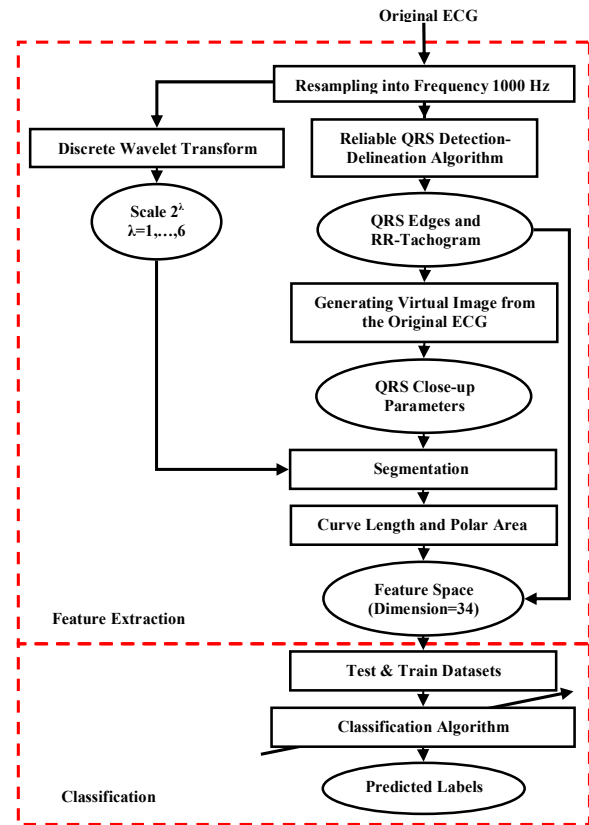 Original ECG
Resampling into Frequency 1000 Hz
Discrete Wavelet Transform
Reliable QRS Detection-
Delineation Algorithm
Scale 2^λ
λ=1,…,6
QRS Edges and
RR-Tachogram
Generating Virtual Image from
the Original ECG
QRS Close-up
Parameters
Segmentation
Curve Length and Polar Area
Feature Space
(Dimension=34)
Feature Extraction
Test & Train Datasets
Classification Algorithm
Predicted Labels
Classification